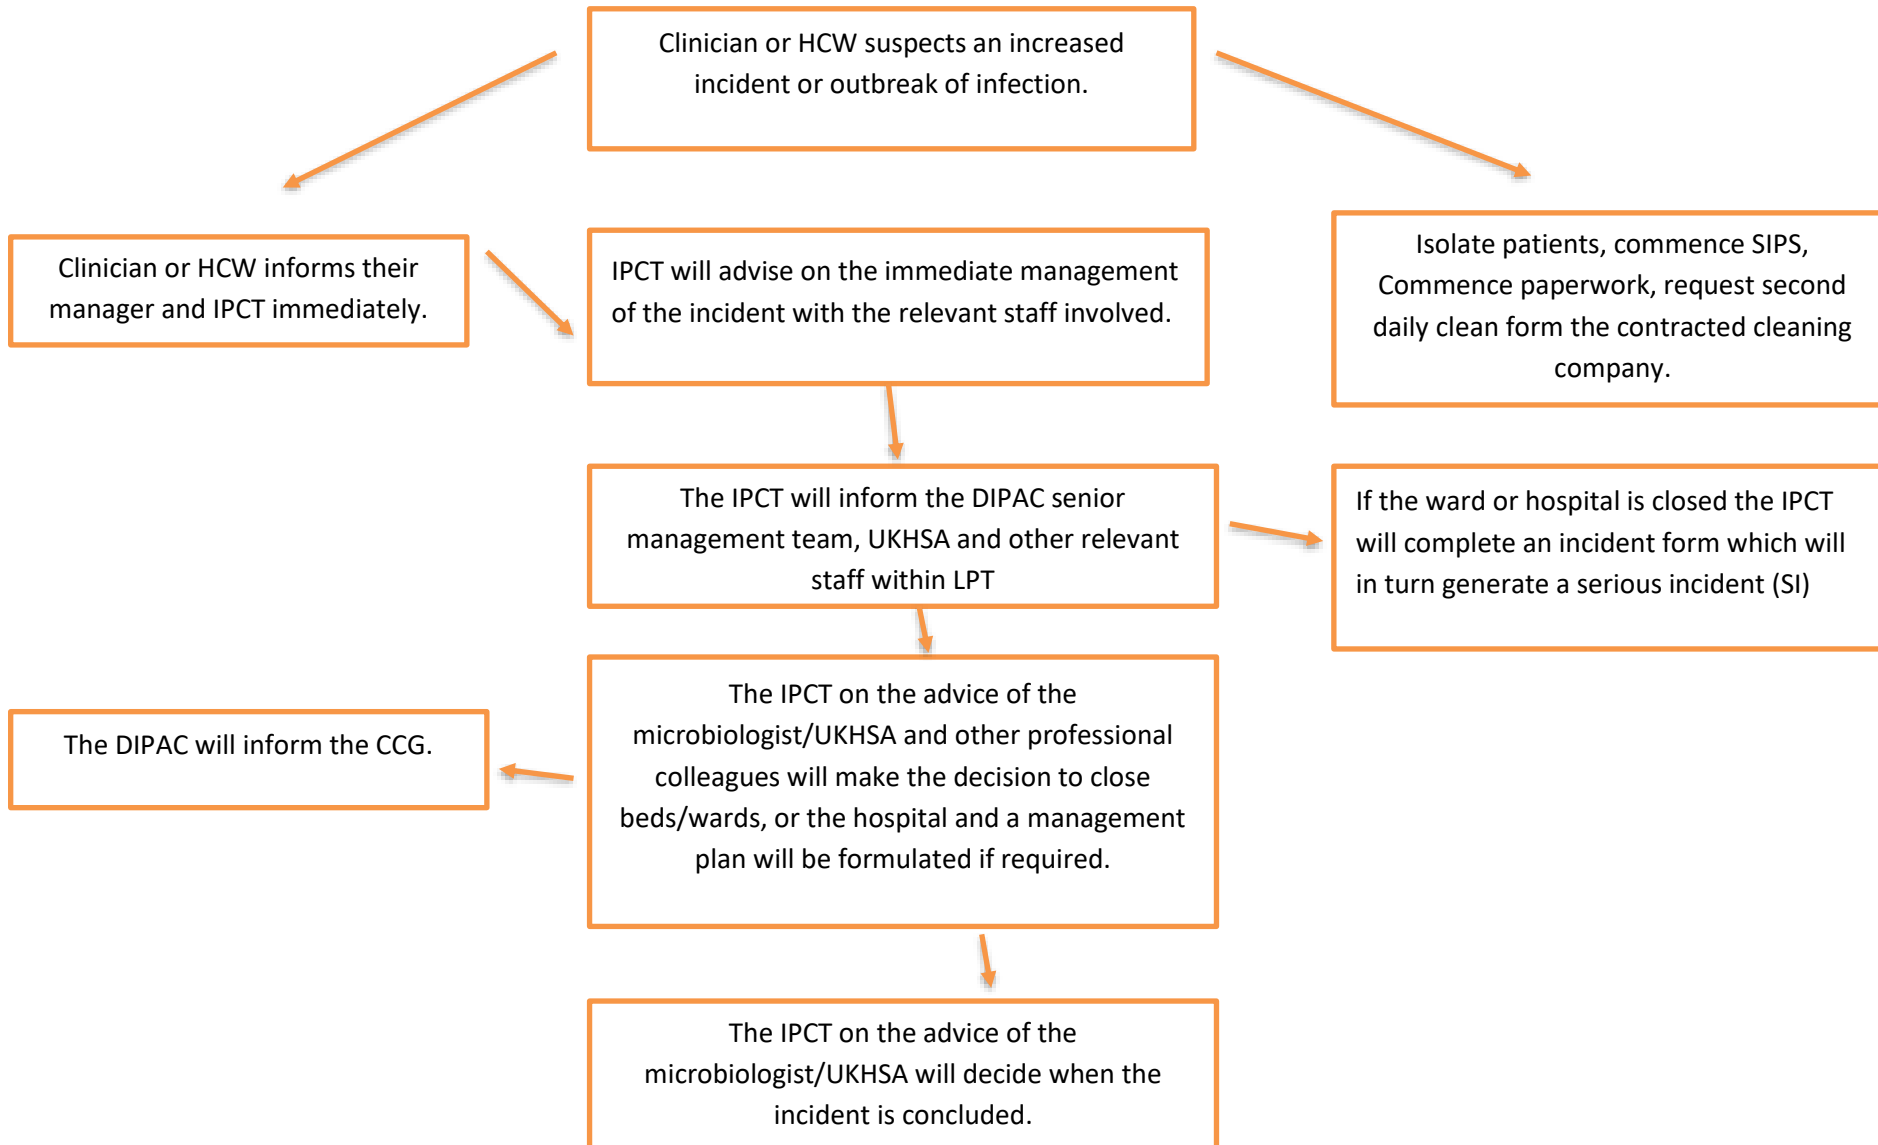 Clinician or HCW suspects an increased
incident or outbreak of infection.
Clinician or HCW informs their
manager and IPCT immediately.
IPCT will advise on the immediate management
of the incident with the relevant staff involved.
Isolate patients, commence SIPS,
Commence paperwork, request second
daily clean form the contracted cleaning
company.
The IPCT will inform the DIPAC senior
management team, UKHSA and other relevant
staff within LPT
If the ward or hospital is closed the IPCT
will complete an incident form which will
in turn generate a serious incident (SI)
The IPCT on the advice of the
microbiologist/UKHSA and other professional
colleagues will make the decision to close
beds/wards, or the hospital and a management
plan will be formulated if required.
The DIPAC will inform the CCG.
The IPCT on the advice of the
microbiologist/UKHSA will decide when the
incident is concluded.